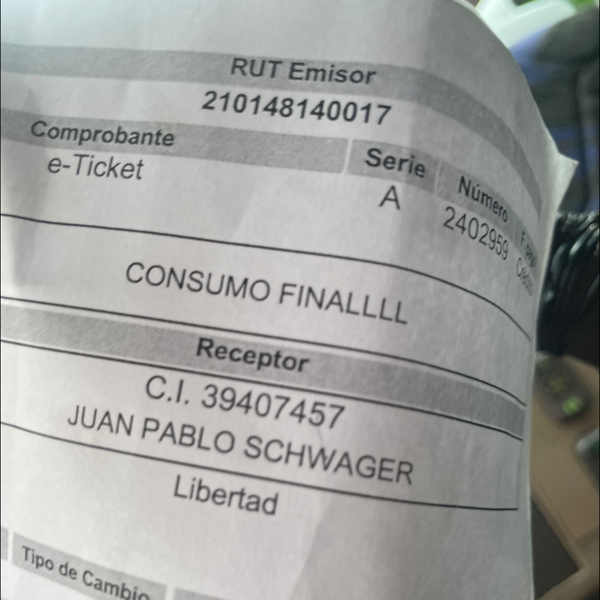 RUT Emisor
210148140017
Comprobante Serie Número
e-Ticket A 2402959
CONSUMO FINALLLL
Receptor
C.I. 39407457
JUAN PABLO SCHWAGER
Libertad
Tipo de Cambio